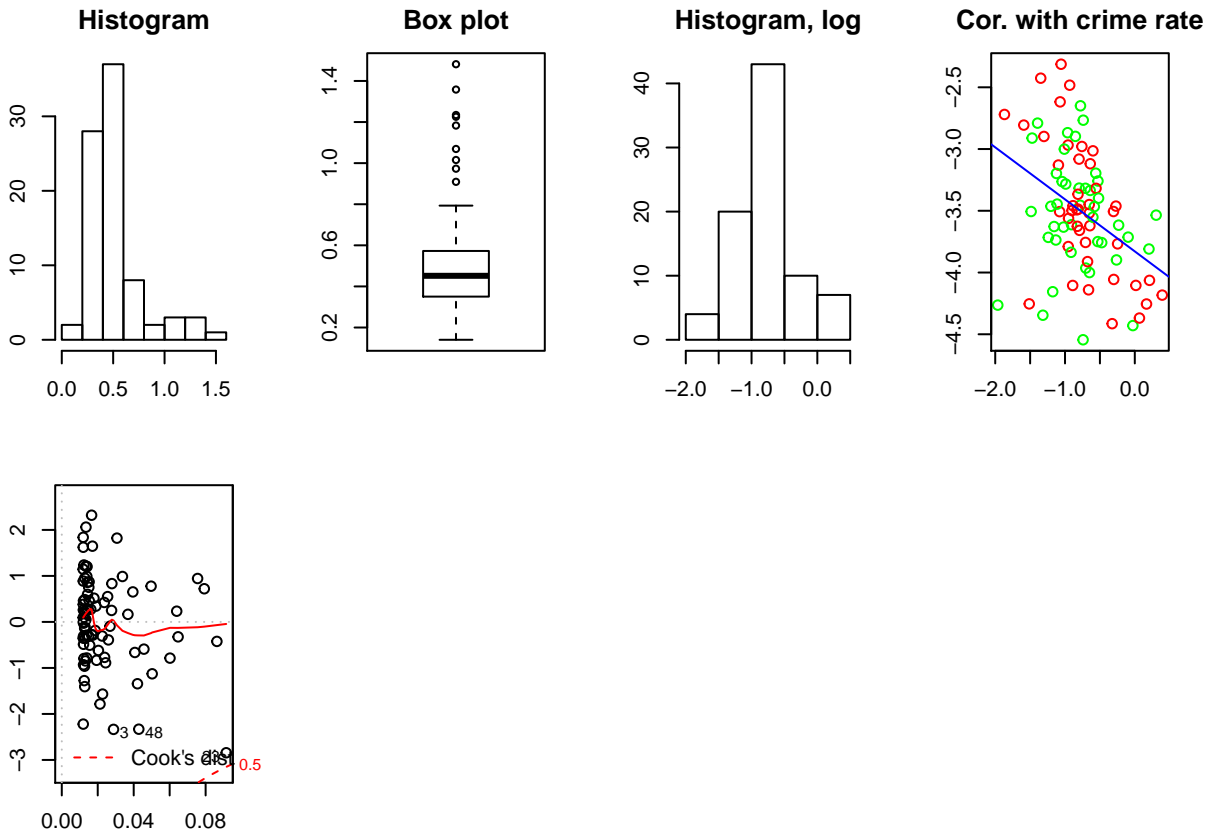 Histogram
0 10 20 30
0.0 0.5 1.0 1.5
Box plot
0.2 0.6 1.0 1.4
Histogram, log
0 10 20 30 40
−2.0 −1.0 0.0
Cor. with crime rate
−4.5 −4.0 −3.5 −3.0 −2.5
−2.0 −1.0 0.0
−3 −2 −1 0 1 2
0.00 0.04 0.08
3
48
Cook's dist
0.5